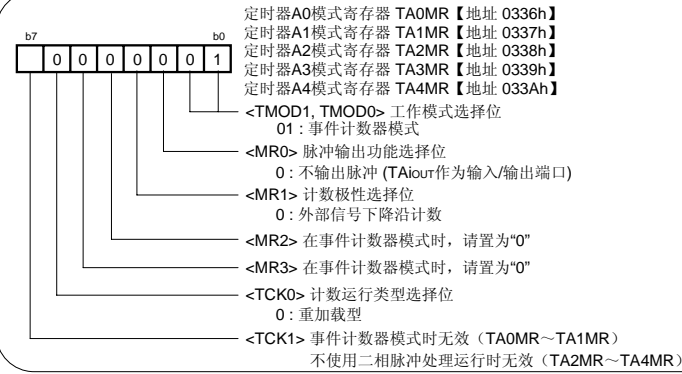 定时器A0模式寄存器 TA0MR【地址 0336h】
定时器A1模式寄存器 TA1MR【地址 0337h】
定时器A2模式寄存器 TA2MR【地址 0338h】
定时器A3模式寄存器 TA3MR【地址 0339h】
定时器A4模式寄存器 TA4MR【地址 033Ah】
b7 b0
0 0 0 0 0 0 1
<TMOD1, TMOD0> 工作模式选择位
01 : 事件计数器模式
<MR0> 脉冲输出功能选择位
0 : 不输出脉冲 (TAiOUT作为输入/输出端口)
<MR1> 计数极性选择位
0 : 外部信号下降沿计数
<MR2> 在事件计数器模式时，请置为“0”
<MR3> 在事件计数器模式时，请置为“0”
<TCK0> 计数运行类型选择位
0 : 重加载型
<TCK1> 事件计数器模式时无效（TA0MR～TA1MR）
不使用二相脉冲处理运行时无效（TA2MR～TA4MR）